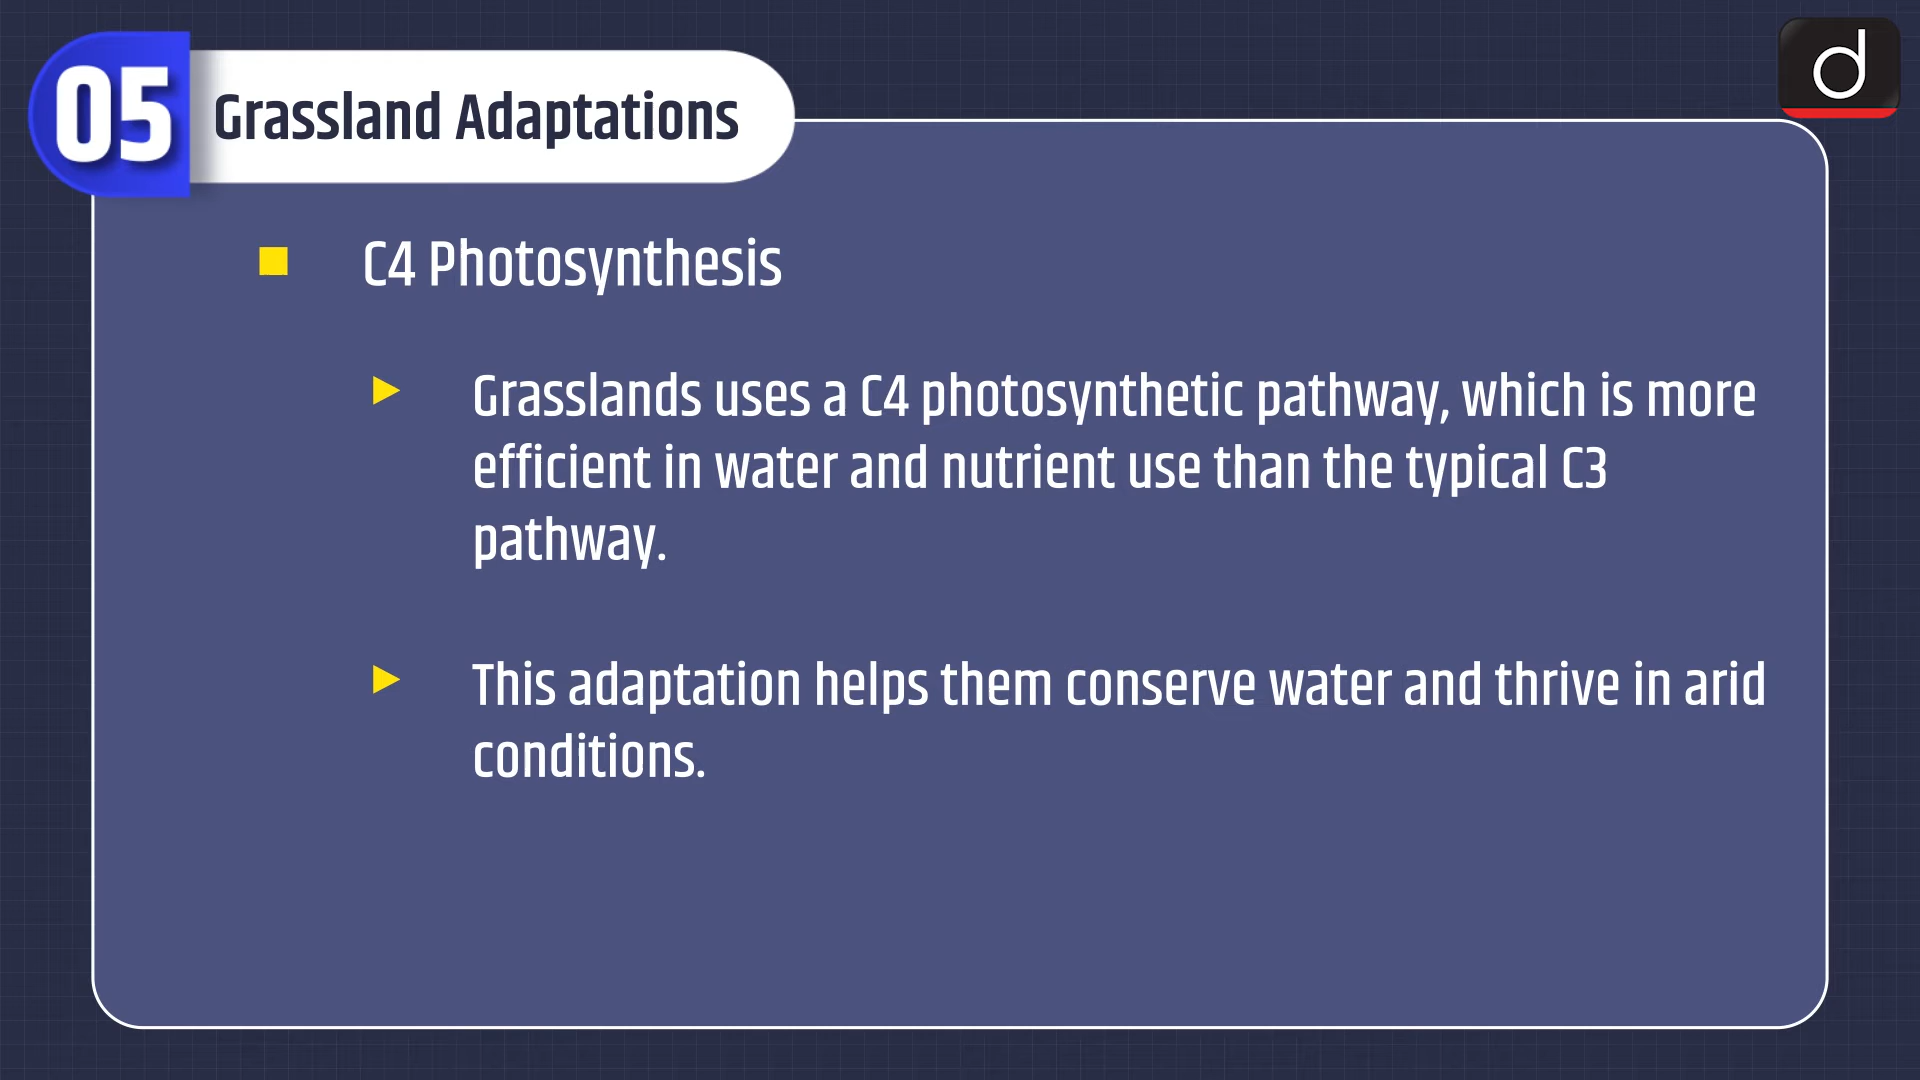 05
Grassland Adaptations
d
C4 Photosynthesis
Grasslands uses a C4 photosynthetic pathway, which is more
efficient in water and nutrient use than the typical C3
pathway.
This adaptation helps them conserve water and thrive in arid
conditions.